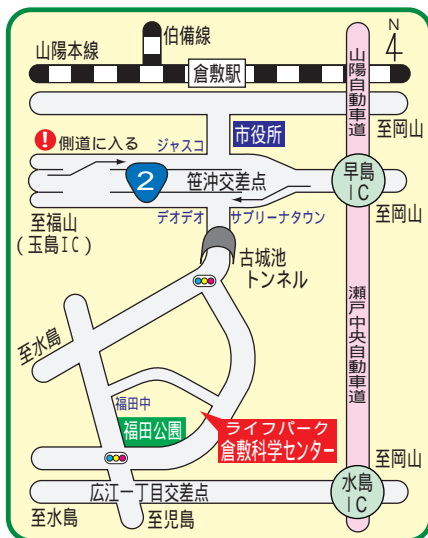 伯備線
N
山陽本線
倉敷駅
山陽自動車道
至岡山
!側道に入る
ジャスコ
市役所
2
笹沖交差点
早島
IC
至福山
(玉島IC)
デオデオ
サブリーナタウン
至岡山
古城池
トンネル
瀬戸中央自動車道
至水島
福田中
福田公園
ライフパーク
倉敷科学センター
至岡山
広江一丁目交差点
水島
IC
至水島
至児島